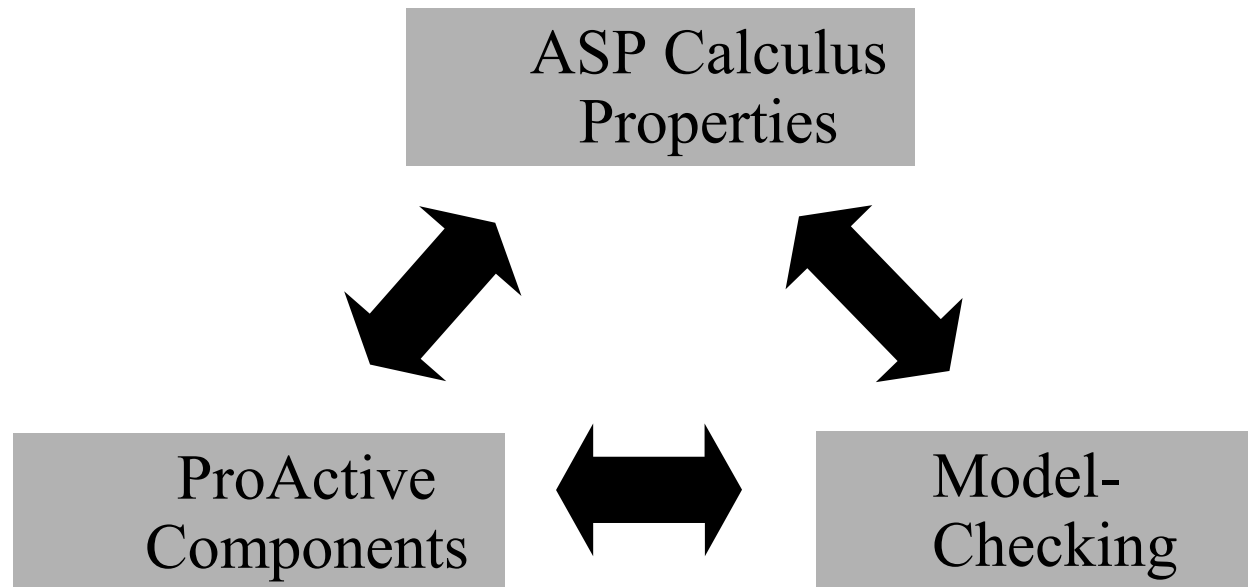 ASP Calculus
Properties
ProActive
Components
Model-
Checking